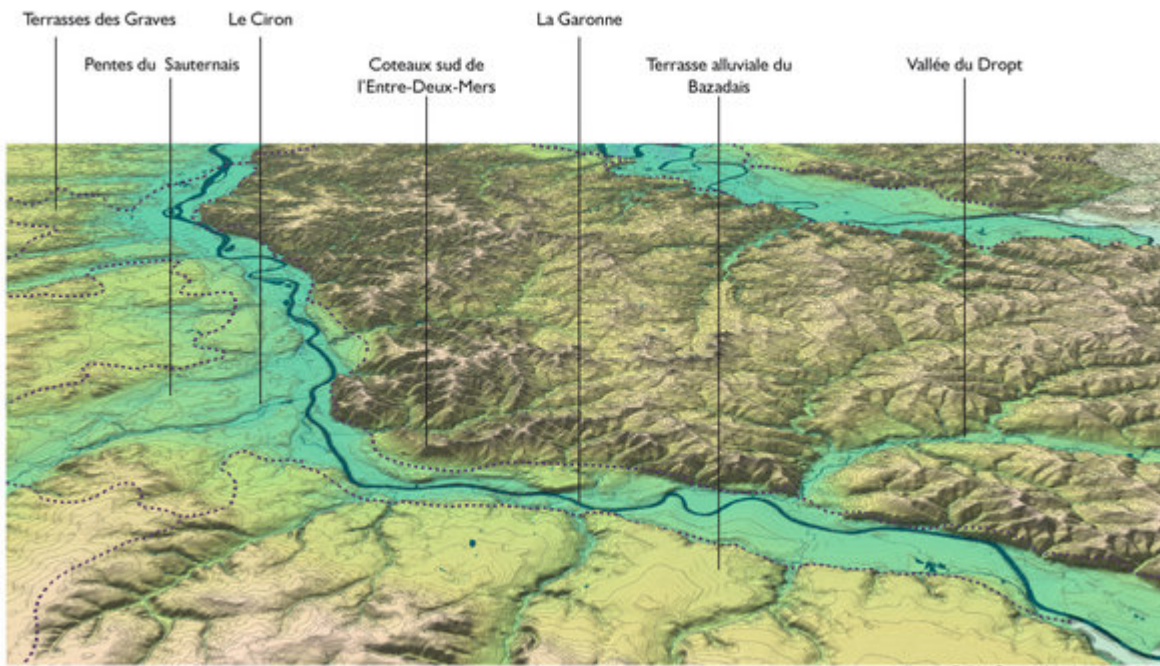 Terrasses des Graves
Le Ciron
La Garonne
Pentes du Sauternais
Coteaux sud de
l'Entre-Deux-Mers
Terrasse alluviale du
Bazadais
Vallée du Dropt